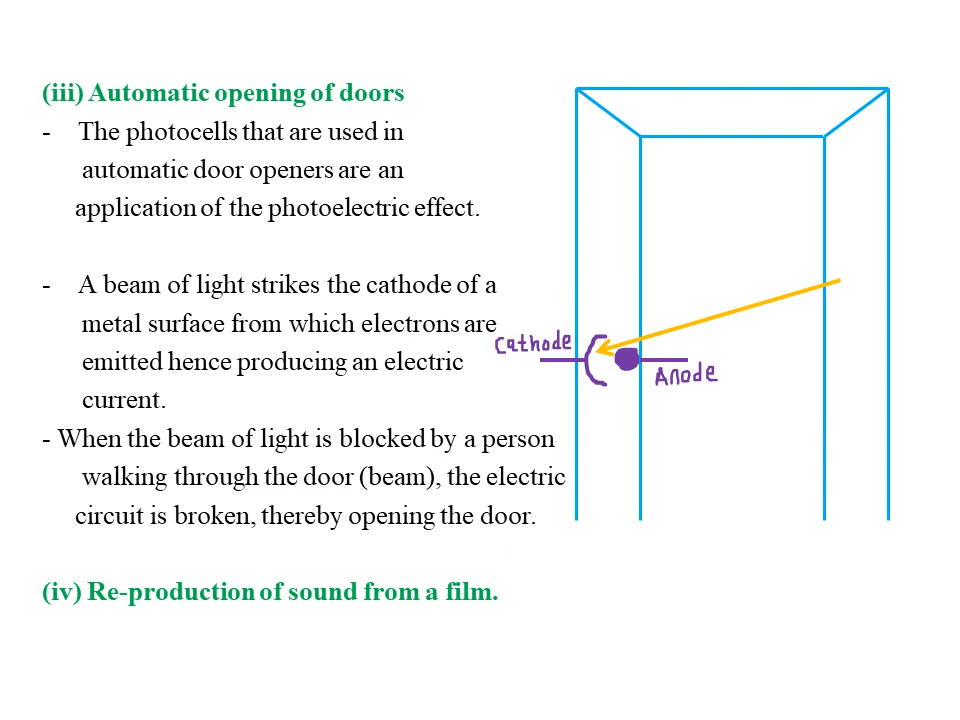 (iii) Automatic opening of doors
- The photocells that are used in
automatic door openers are an
application of the photoelectric effect.
- A beam of light strikes the cathode of a
metal surface from which electrons are
emitted hence producing an electric
current.
- When the beam of light is blocked by a person
walking through the door (beam), the electric
circuit is broken, thereby opening the door.
(iv) Re-production of sound from a film.
Cathode
Anode